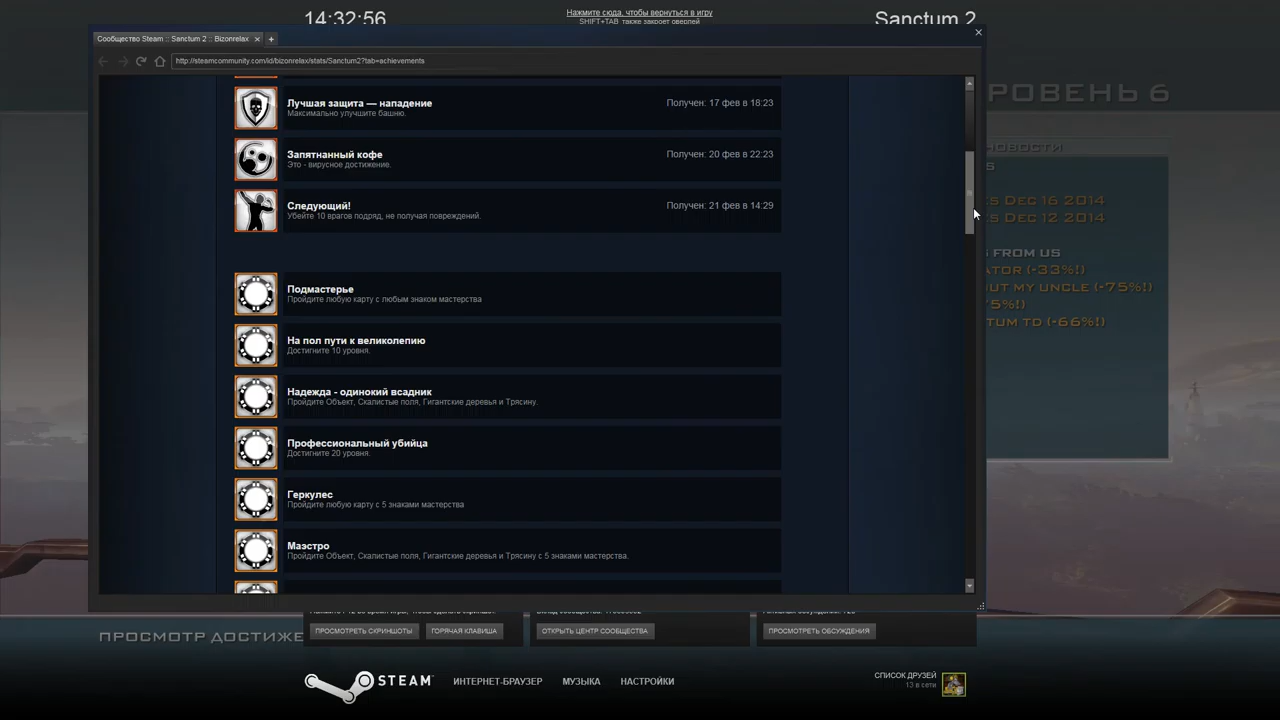 14:32:56
Нажмите сюда, чтобы вернуться в игру
SHIFT+TAB также закроет оверлей
Sanctum 2
Сообщество Steam :: Sanctum 2 :: Bizonrelax
http://steamcommunity.com/id/bizonrelax/stats/Sanctum2?tab=achievements
РОВЕНЬ 6
НОВОСТИ
S
ES DEC 16 2014
ES DEC 12 2014
S FROM US
ATOR (-33%!)
OUT MY UNCLE (-75%!)
75%!)
TUM TD (-66%!)
Лучшая защита — нападение
Получен: 17 фев в 18:23
Максимально улучшите башню.
Запятнанный кофе
Получен: 20 фев в 22:23
Это - вирусное достижение.
Следующий!
Получен: 21 фев в 14:29
Убейте 10 врагов подряд, не получая повреждений.
Подмастерье
Пройдите любую карту с любым знаком мастерства
На пол пути к великолепию
Достигните 10 уровня.
Надежда - одинокий всадник
Пройдите Объект, Скалистые поля, Гигантские деревья и Трясину.
Профессиональный убийца
Достигните 20 уровня.
Геркулес
Пройдите любую карту с 5 знаками мастерства
Маэстро
Пройдите Объект, Скалистые поля, Гигантские деревья и Трясину с 5 знаками мастерства.
ПРОСМОТР ДОСТИЖЕ
ПРОСМОТРЕТЬ СКРИНШОТЫ
ГОРЯЧАЯ КЛАВИША
ОТКРЫТЬ ЦЕНТР СООБЩЕСТВА
ПРОСМОТРЕТЬ ОБСУЖДЕНИЯ
STEAM
ИНТЕРНЕТ-БРАУЗЕР
МУЗЫКА
НАСТРОЙКИ
СПИСОК ДРУЗЕЙ
13 в сети